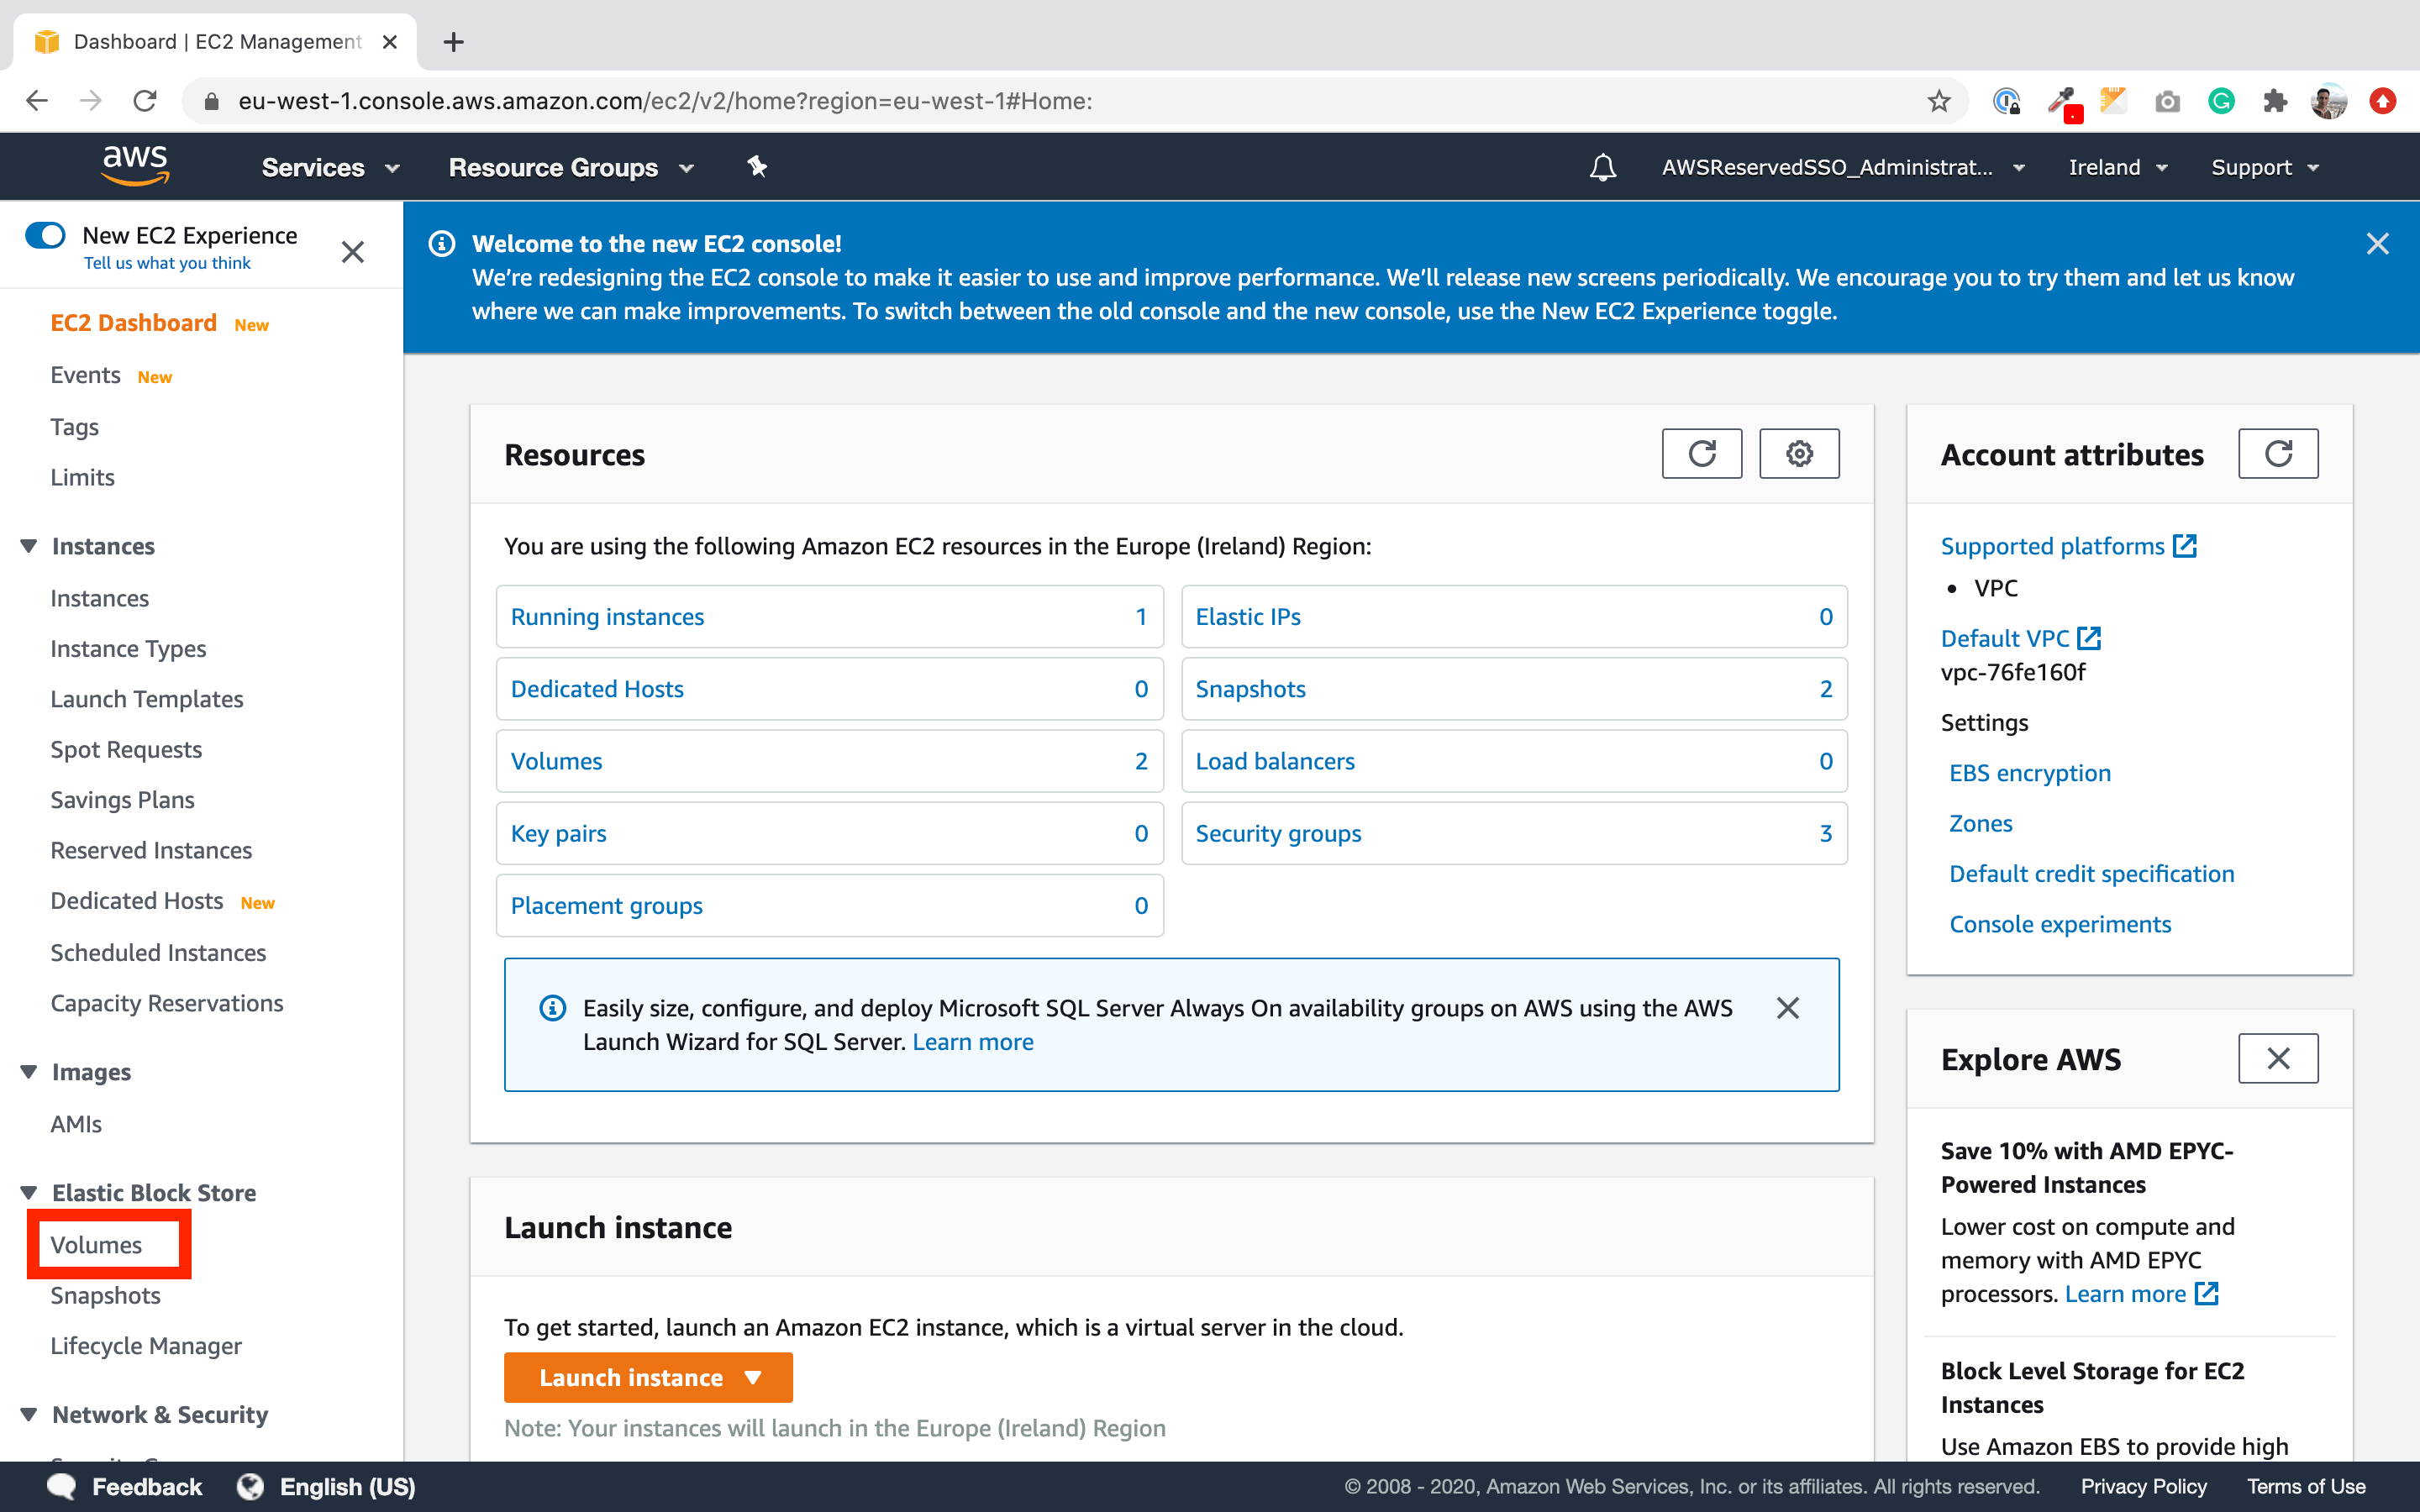 Dashboard | EC2 Management
eu-west-1.console.aws.amazon.com/ec2/v2/home?region=eu-west-1#Home:
aws
Services
Resource Groups
AWSReservedSSO_Administrat...
Ireland
Support
New EC2 Experience
Tell us what you think
EC2 Dashboard New
Events New
Tags
Limits
Instances
Instances
Instance Types
Launch Templates
Spot Requests
Savings Plans
Reserved Instances
Dedicated Hosts New
Scheduled Instances
Capacity Reservations
Images
AMIs
Elastic Block Store
Volumes
Snapshots
Lifecycle Manager
Network & Security
Welcome to the new EC2 console!
We're redesigning the EC2 console to make it easier to use and improve performance. We'll release new screens periodically. We encourage you to try them and let us know
where we can make improvements. To switch between the old console and the new console, use the New EC2 Experience toggle.
Resources
You are using the following Amazon EC2 resources in the Europe (Ireland) Region:
Running instances 1
Elastic IPs 0
Dedicated Hosts 0
Snapshots 2
Volumes 2
Load balancers 0
Key pairs 0
Security groups 3
Placement groups 0
Easily size, configure, and deploy Microsoft SQL Server Always On availability groups on AWS using the AWS
Launch Wizard for SQL Server. Learn more
Launch instance
To get started, launch an Amazon EC2 instance, which is a virtual server in the cloud.
Launch instance
Note: Your instances will launch in the Europe (Ireland) Region
Account attributes
Supported platforms
• VPC
Default VPC
vpc-76fe160f
Settings
EBS encryption
Zones
Default credit specification
Console experiments
Explore AWS
Save 10% with AMD EPYC-
Powered Instances
Lower cost on compute and
memory with AMD EPYC
processors. Learn more
Block Level Storage for EC2
Instances
Use Amazon EBS to provide high
Feedback
English (US)
© 2008 - 2020, Amazon Web Services, Inc. or its affiliates. All rights reserved.
Privacy Policy
Terms of Use